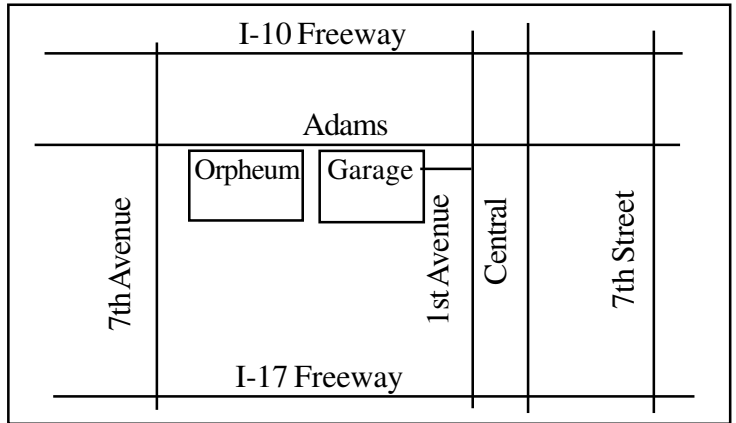 I-10 Freeway
Adams
Orpheum
Garage
7th Avenue
1st Avenue
Central
7th Street
I-17 Freeway